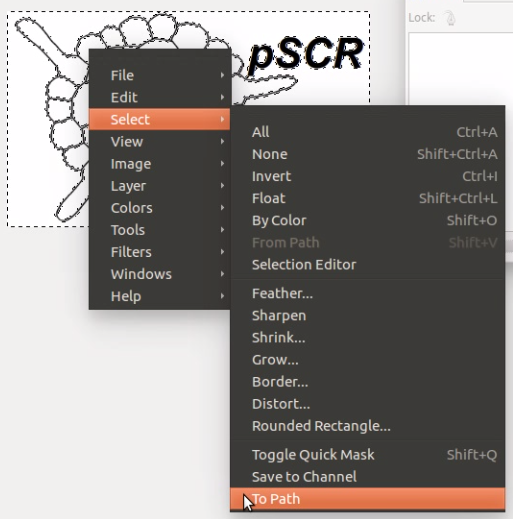 Lock:
pSCR
File
Edit
Select
View
Image
Layer
Colors
Tools
Filters
Windows
Help
All Ctrl+A
None Shift+Ctrl+A
Invert Ctrl+I
Float Shift+Ctrl+L
By Color Shift+O
From Path Shift+V
Selection Editor
Feather...
Sharpen
Shrink...
Grow...
Border...
Distort...
Rounded Rectangle...
Toggle Quick Mask Shift+Q
Save to Channel
To Path